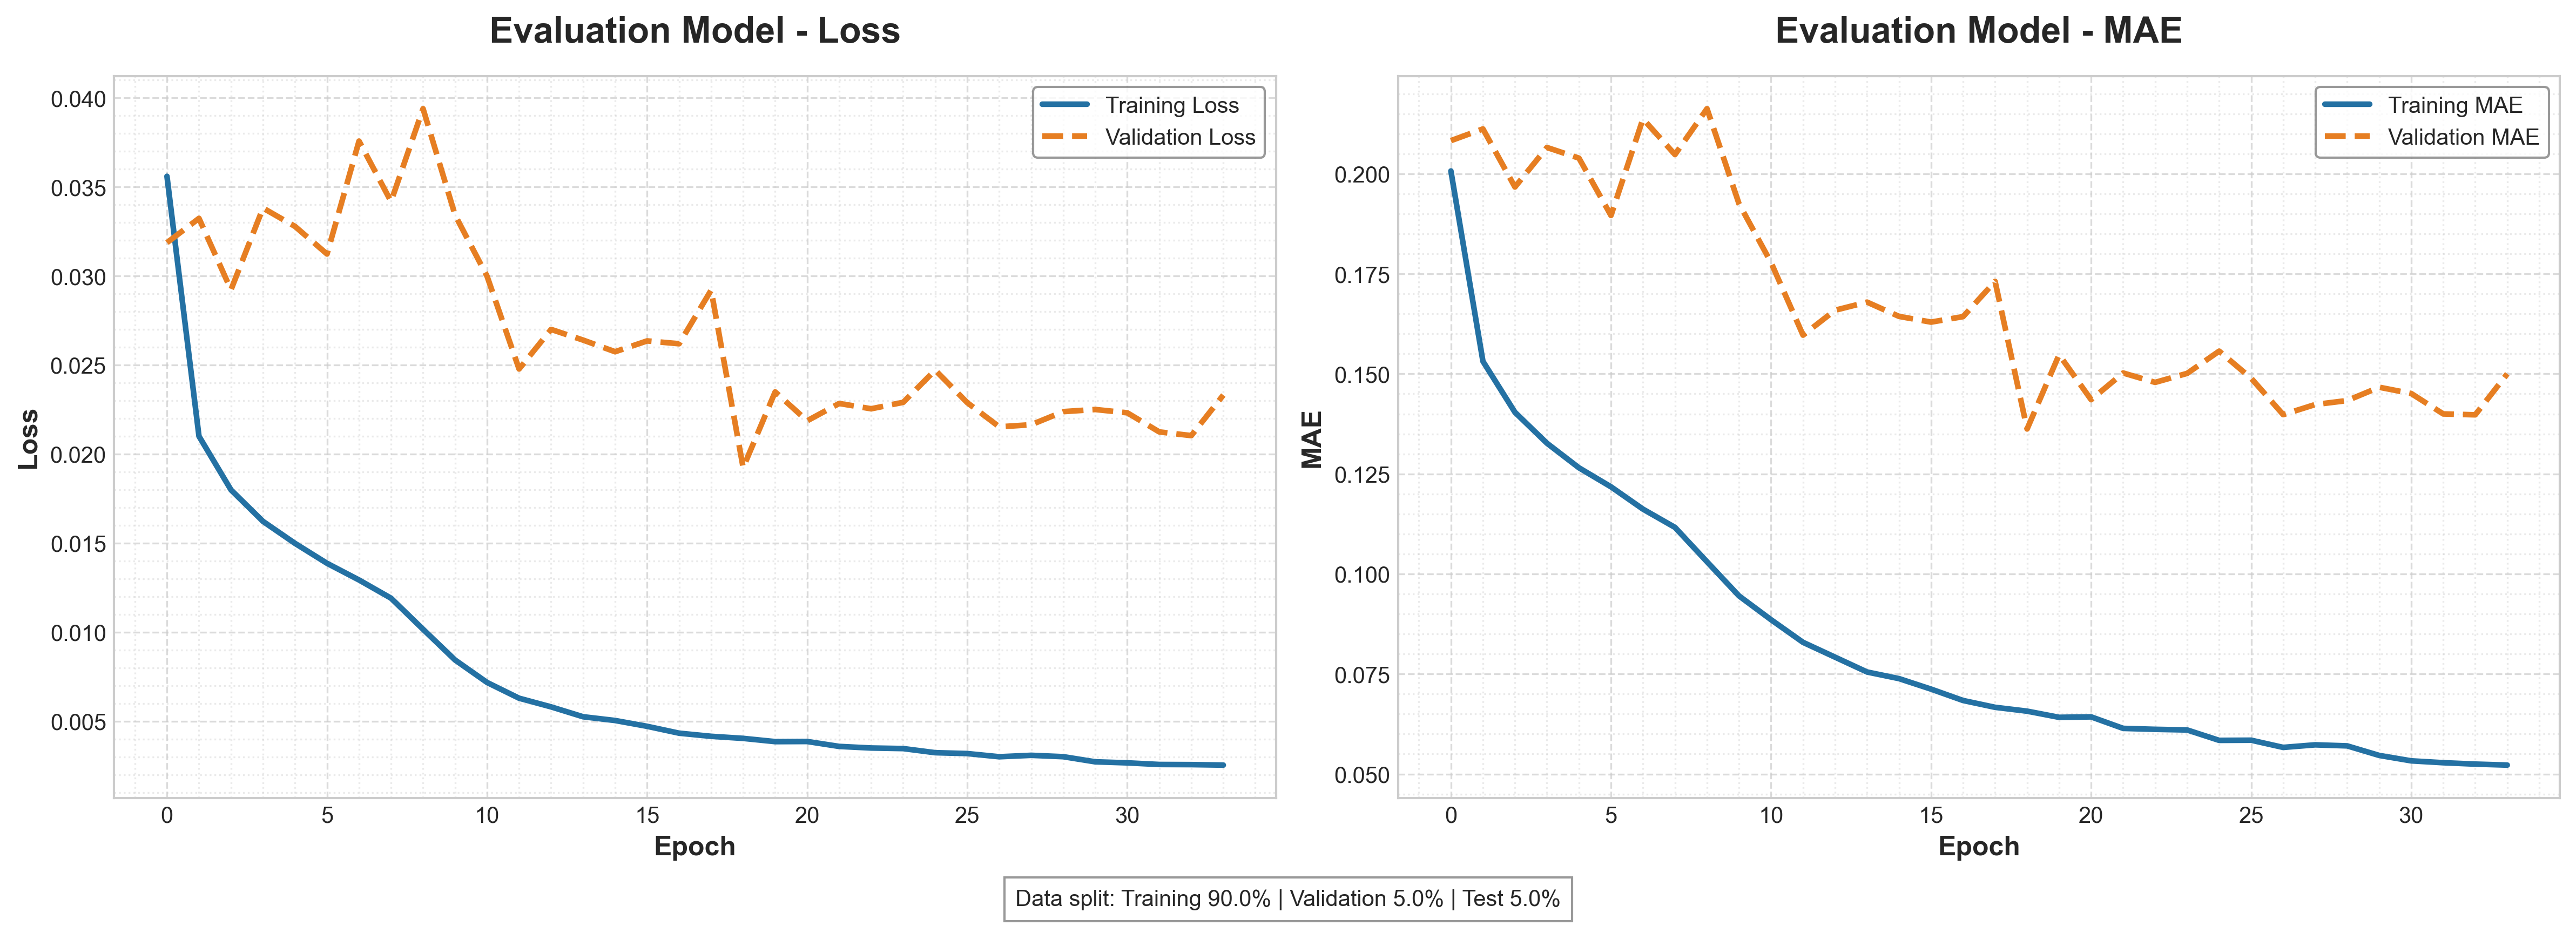 Evaluation Model - Loss
0.040
0.035
0.030
0.025
0.020
0.015
0.010
0.005
Loss
0 5 10 15 20 25 30
Epoch
Training Loss
Validation Loss
Evaluation Model - MAE
0.200
0.175
0.150
0.125
0.100
0.075
0.050
MAE
0 5 10 15 20 25 30
Epoch
Training MAE
Validation MAE
Data split: Training 90.0% | Validation 5.0% | Test 5.0%